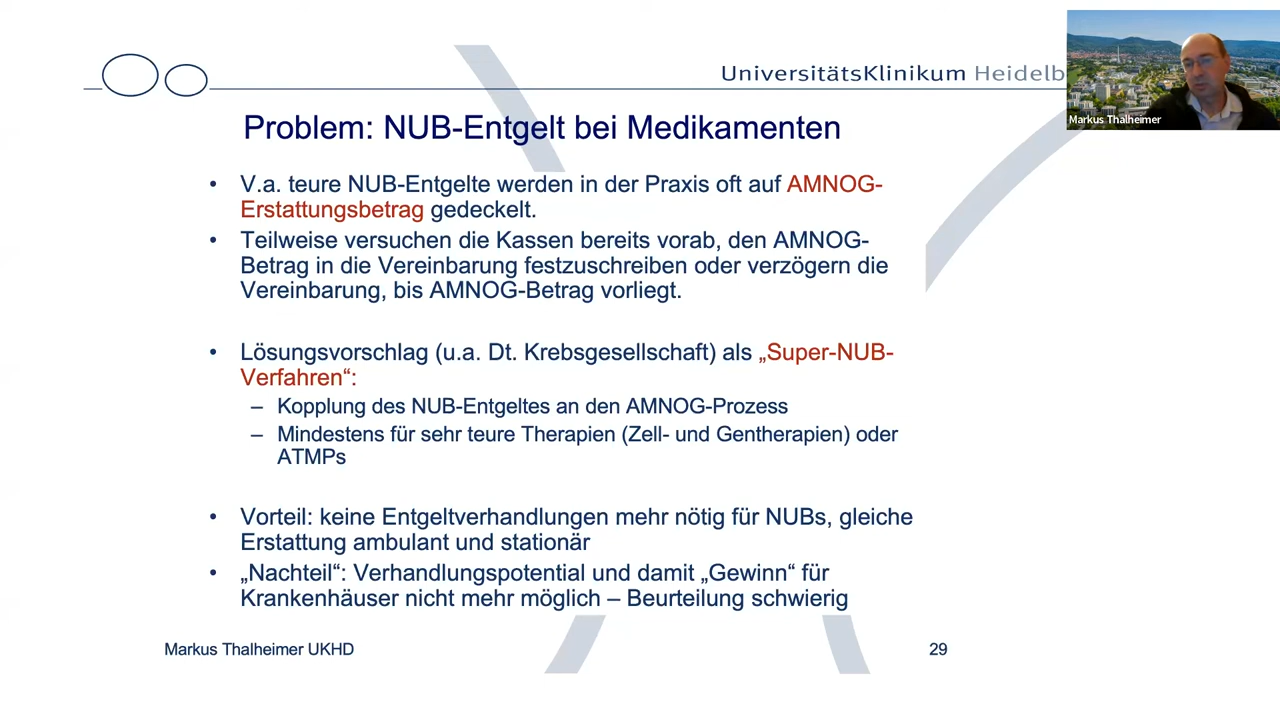 UniversitätsKlinikum Heidelb
Markus Thalheimer
Problem: NUB-Entgelt bei Medikamenten
• V.a. teure NUB-Entgelte werden in der Praxis oft auf AMNOG-
Erstattungsbetrag gedeckelt.
• Teilweise versuchen die Kassen bereits vorab, den AMNOG-
Betrag in die Vereinbarung festzuschreiben oder verzögern die
Vereinbarung, bis AMNOG-Betrag vorliegt.
• Lösungsvorschlag (u.a. Dt. Krebsgesellschaft) als „Super-NUB-
Verfahren“:
– Kopplung des NUB-Entgeltes an den AMNOG-Prozess
– Mindestens für sehr teure Therapien (Zell- und Gentherapien) oder
ATMPs
• Vorteil: keine Entgeltverhandlungen mehr nötig für NUBs, gleiche
Erstattung ambulant und stationär
• „Nachteil“: Verhandlungspotential und damit „Gewinn“ für
Krankenhäuser nicht mehr möglich – Beurteilung schwierig
Markus Thalheimer UKHD
29